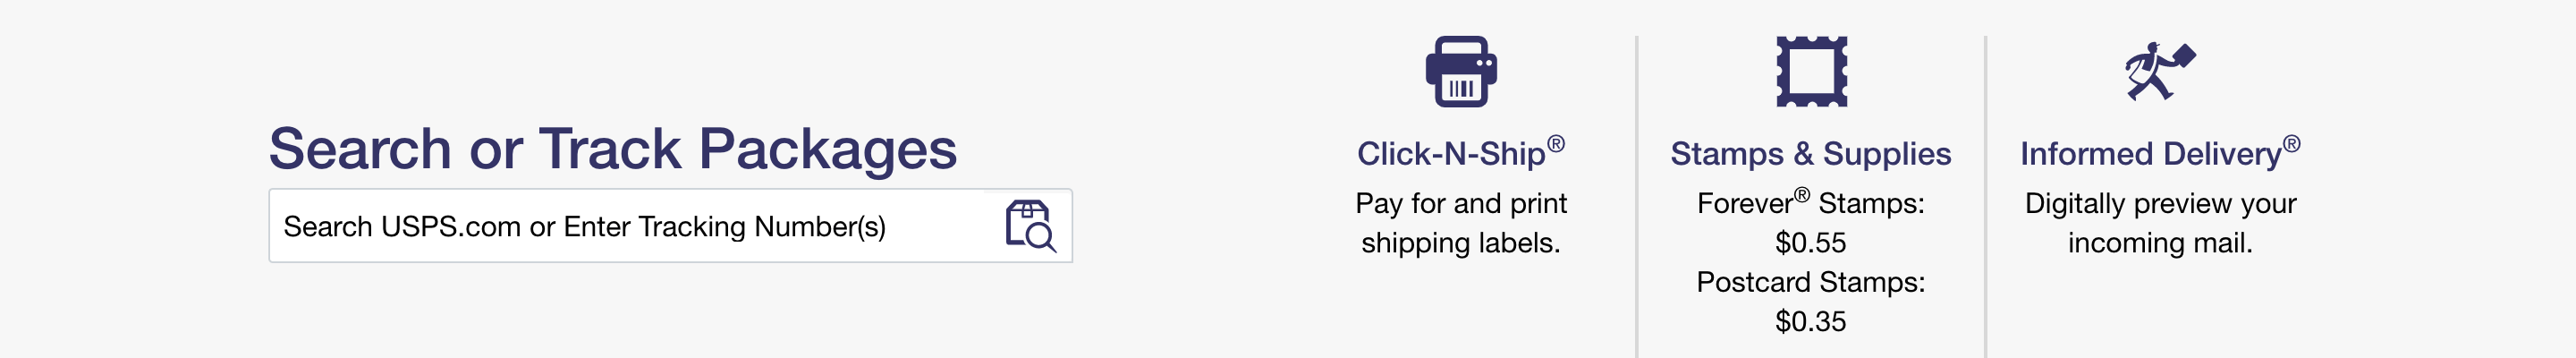 Search or Track Packages
Search USPS.com or Enter Tracking Number(s)
Click-N-Ship®
Pay for and print
shipping labels.
Stamps & Supplies
Forever® Stamps:
$0.55
Postcard Stamps:
$0.35
Informed Delivery®
Digitally preview your
incoming mail.